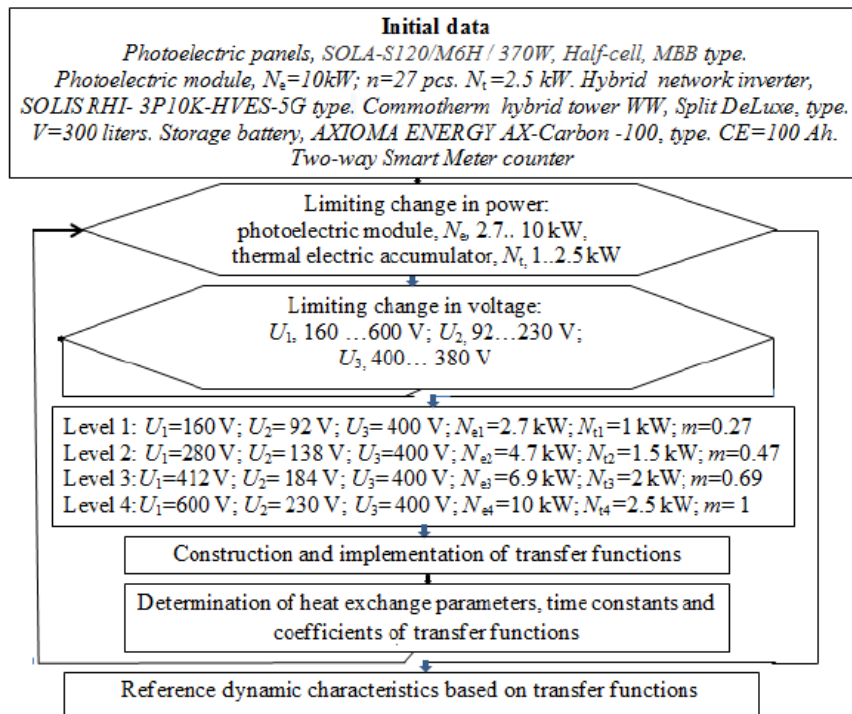 Initial data
Photoelectric panels, SOLA-S120/M6H / 370W, Half-cell, MBB type.
Photoelectric module, Ne=10kW; n=27 pcs. Nt=2.5 kW. Hybrid network inverter,
SOLIS RHI- 3P10K-HVES-5G type. Commotherm hybrid tower WW, Split DeLuxe, type.
V=300 liters. Storage battery, AXIOMA ENERGY AX-Carbon -100, type. CE=100 Ah.
Two-way Smart Meter counter
Limiting change in power:
photoelectric module, Ne, 2.7.. 10 kW,
thermal electric accumulator, Nt, 1..2.5 kW
Limiting change in voltage:
U1, 160 …600 V; U2, 92…230 V;
U3, 400… 380 V
Level 1: U1=160 V; U2= 92 V; U3= 400 V; Ne1=2.7 kW; Nt1=1 kW; m=0.27
Level 2: U1=280 V; U2= 138 V; U3=400 V; Ne2=4.7 kW; Nt2=1.5 kW; m=0.47
Level 3: U1=412 V; U2= 184 V; U3= 400 V; Ne3=6.9 kW; Nt3=2 kW; m=0.69
Level 4: U1=600 V; U2= 230 V; U3= 400 V; Ne4=10 kW; Nt4=2.5 kW; m= 1
Construction and implementation of transfer functions
Determination of heat exchange parameters, time constants and
coefficients of transfer functions
Reference dynamic characteristics based on transfer functions